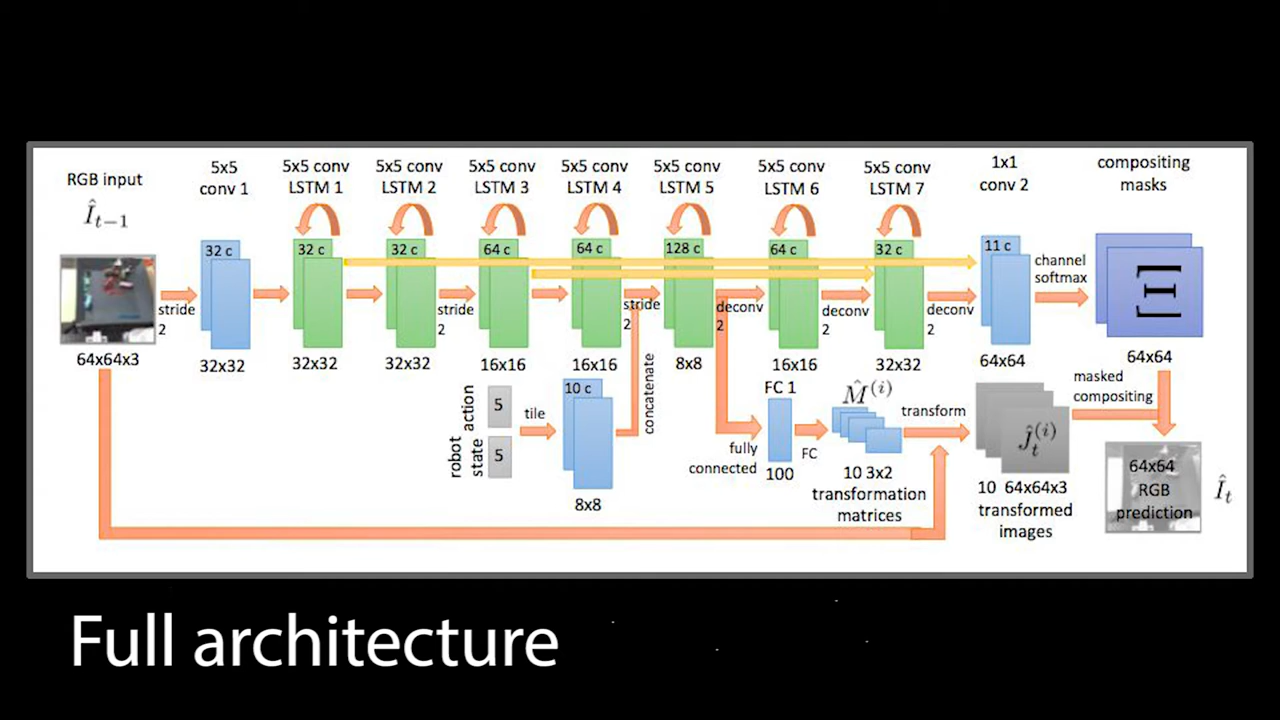 RGB input
Î_{t-1}
64x64x3
stride
2
5x5
conv 1
32 c
32x32
5x5 conv
LSTM 1
32 c
32x32
5x5 conv
LSTM 2
32 c
32x32
stride
2
5x5 conv
LSTM 3
64 c
16x16
5x5 conv
LSTM 4
64 c
16x16
stride
2
5x5 conv
LSTM 5
128 c
8x8
deconv
2
5x5 conv
LSTM 6
64 c
16x16
deconv
2
5x5 conv
LSTM 7
32 c
32x32
deconv
2
1x1
conv 2
11 c
64x64
channel
softmax
compositing
masks
Ξ
64x64
robot
action
state
5
5
tile
10 c
8x8
concatenate
fully
connected
FC 1
100
FC
M̂^{(i)}
10 3x2
transformation
matrices
transform
Ĵ_t^{(i)}
10 64x64x3
transformed
images
masked
compositing
64x64
RGB
prediction
Î_t
Full architecture